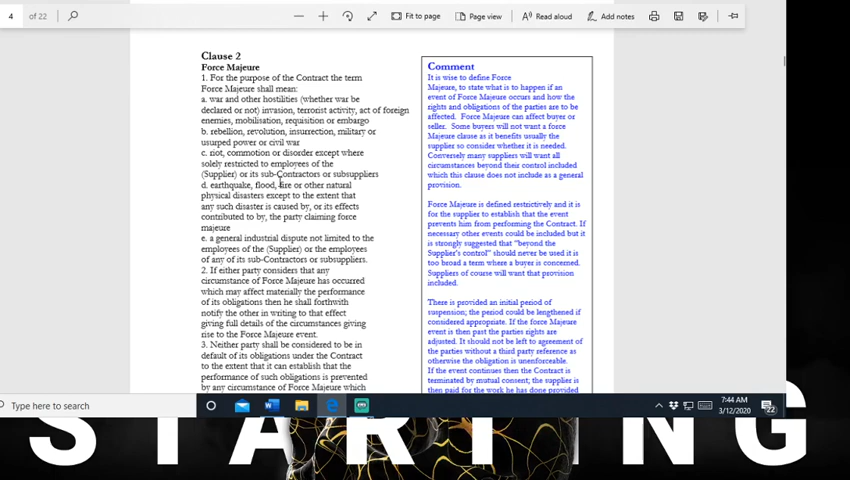 4 of 22
Fit to page
Page view
Read aloud
Add notes
Clause 2
Force Majeure
1. For the purpose of the Contract the term
Force Majeure shall mean:
a. war and other hostilities (whether war be
declared or not) invasion, terrorist activity, act of foreign
enemies, mobilisation, requisition or embargo
b. rebellion, revolution, insurrection, military or
usurped power or civil war
c. riot, commotion or disorder except where
solely restricted to employees of the
(Supplier) or its sub-Contractors or subsuppliers
d. earthquake, flood, fire or other natural
physical disasters except to the extent that
any such disaster is caused by, or its effects
contributed to by, the party claiming force
majeure
e. a general industrial dispute not limited to the
employees of the (Supplier) or the employees
of any of its sub-Contractors or subsuppliers.
2. If either party considers that any
circumstance of Force Majeure has occurred
which may affect materially the performance
of its obligations then he shall forthwith
notify the other in writing to that effect
giving full details of the circumstances giving
rise to the Force Majeure event.
3. Neither party shall be considered to be in
default of its obligations under the Contract
to the extent that it can establish that the
performance of such obligations is prevented
by any circumstance of Force Majeure which
Comment
It is wise to define Force
Majeure, to state what is to happen if an
event of Force Majeure occurs and how the
rights and obligations of the parties are to be
affected. Force Majeure can affect buyer or
seller. Some buyers will not want a force
Majeure clause as it benefits usually the
supplier so consider whether it is needed.
Conversely many suppliers will want all
circumstances beyond their control included
which this clause does not include as a general
provision.
Force Majeure is defined restrictively and it is
for the supplier to establish that the event
prevents him from performing the Contract. If
necessary other events could be included but it
is strongly suggested that "beyond the
Supplier's control" should never be used it is
too broad a term where a buyer is concerned.
Suppliers of course will want that provision
included.
There is provided an initial period of
suspension; the period could be lengthened if
considered appropriate. If the force Majeure
event is then past the parties rights are
adjusted. It should not be left to agreement of
the parties without a third party reference as
otherwise the obligation is unenforceable.
If the event continues then the Contract is
terminated by mutual consent; the supplier is
then paid for the work he has done provided
Type here to search
7:44 AM
3/12/2020
22
STARTING